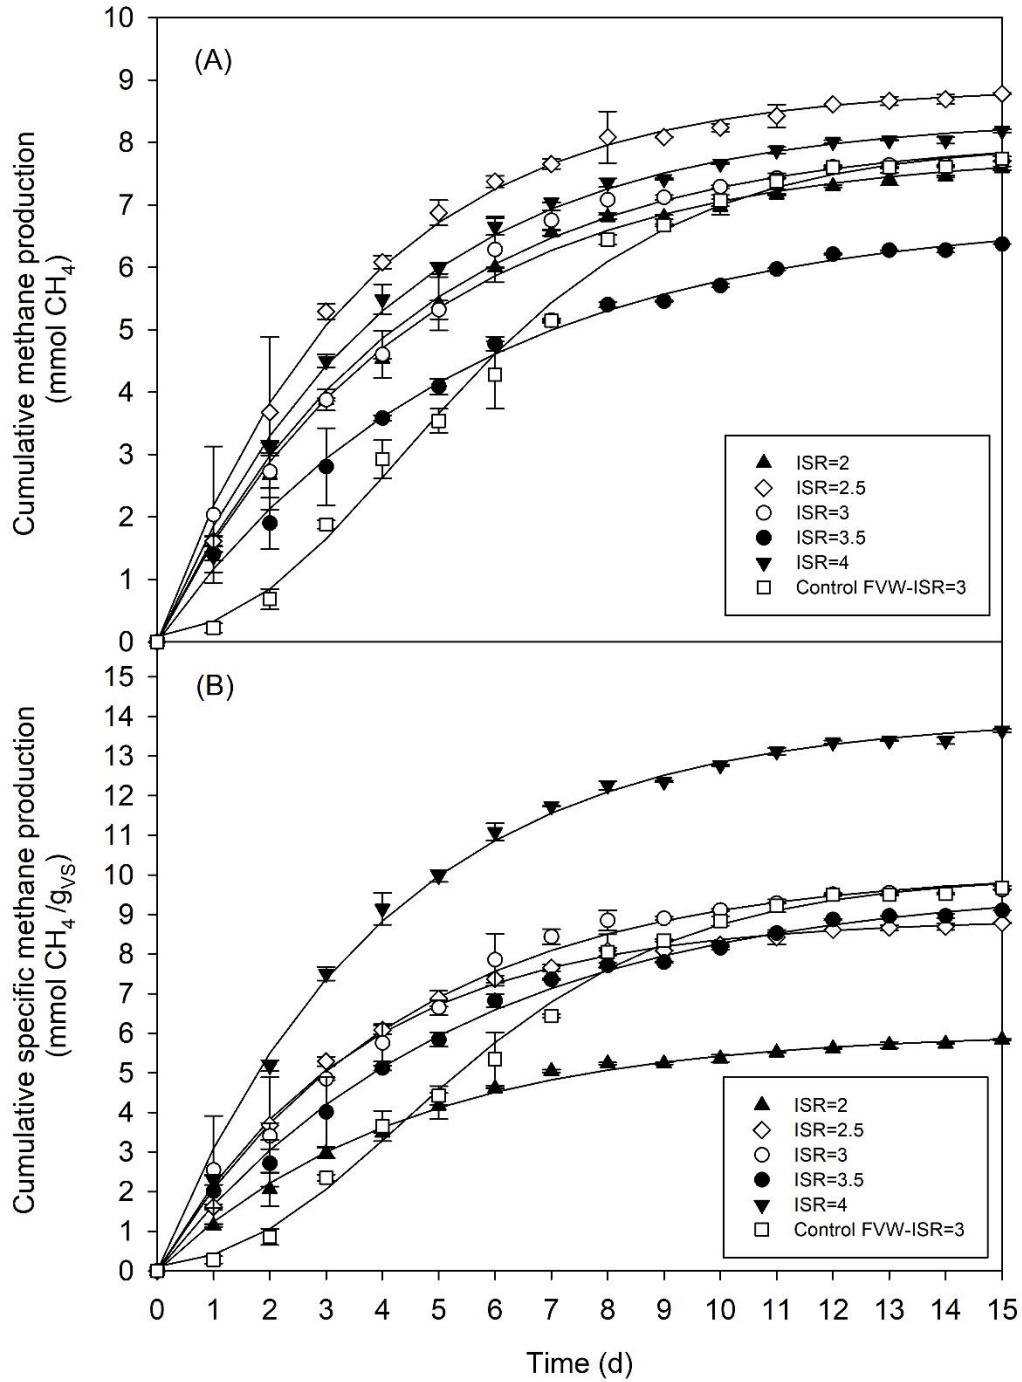 (A)
Cumulative methane production
(mmol CH4)
10
9
8
7
6
5
4
3
2
1
0
ISR=2
ISR=2.5
ISR=3
ISR=3.5
ISR=4
Control FVW-ISR=3
(B)
Cumulative specific methane production
(mmol CH4 /gVS)
15
14
13
12
11
10
9
8
7
6
5
4
3
2
1
0
ISR=2
ISR=2.5
ISR=3
ISR=3.5
ISR=4
Control FVW-ISR=3
0 1 2 3 4 5 6 7 8 9 10 11 12 13 14 15
Time (d)